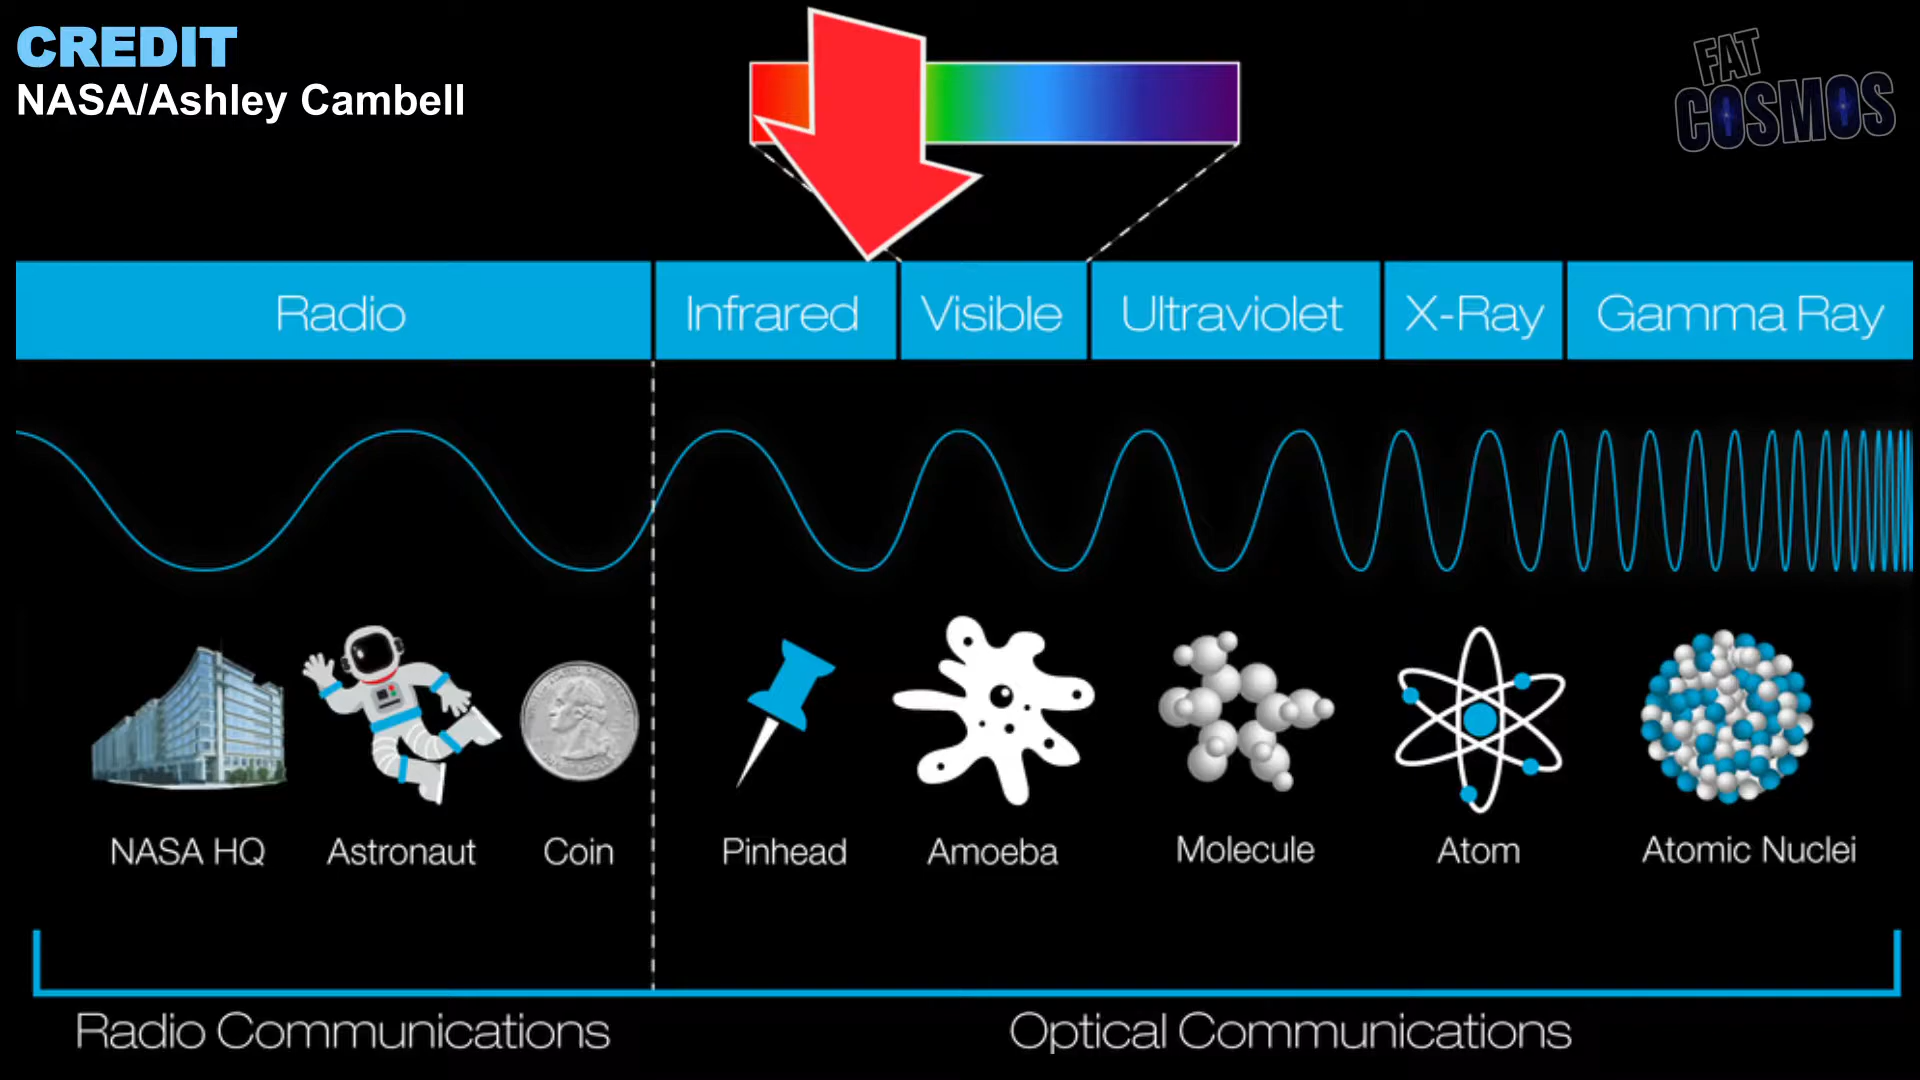 CREDIT
NASA/Ashley Cambell
FAT
COSMOS
Radio
Infrared
Visible
Ultraviolet
X-Ray
Gamma Ray
NASA HQ
Astronaut
Coin
Pinhead
Amoeba
Molecule
Atom
Atomic Nuclei
Radio Communications
Optical Communications